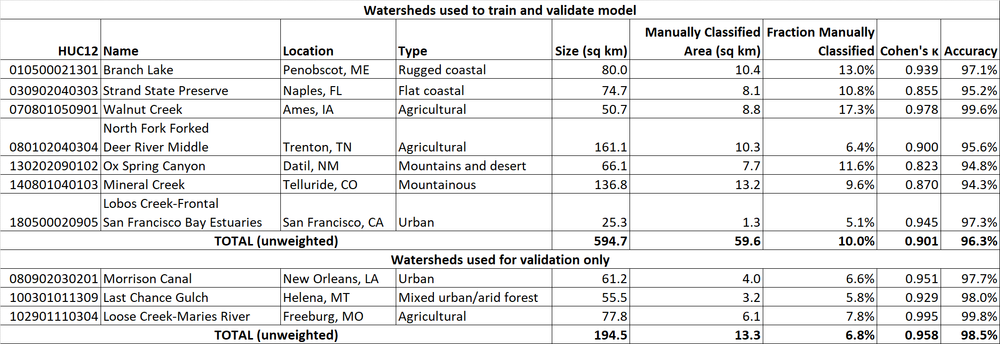 Watersheds used to train and validate model
Manually Classified Fraction Manually
HUC12 Name Location Type Size (sq km) Area (sq km) Classified Cohen's κ Accuracy
010500021301 Branch Lake Penobscot, ME Rugged coastal 80.0 10.4 13.0% 0.939 97.1%
030902040303 Strand State Preserve Naples, FL Flat coastal 74.7 8.1 10.8% 0.855 95.2%
070801050901 Walnut Creek Ames, IA Agricultural 50.7 8.8 17.3% 0.978 99.6%
North Fork Forked
080102040304 Deer River Middle Trenton, TN Agricultural 161.1 10.3 6.4% 0.900 95.6%
130202090102 Ox Spring Canyon Datil, NM Mountains and desert 66.1 7.7 11.6% 0.823 94.8%
140801040103 Mineral Creek Telluride, CO Mountainous 136.8 13.2 9.6% 0.870 94.3%
Lobos Creek-Frontal
180500020905 San Francisco Bay Estuaries San Francisco, CA Urban 25.3 1.3 5.1% 0.945 97.3%
TOTAL (unweighted) 594.7 59.6 10.0% 0.901 96.3%
Watersheds used for validation only
080902030201 Morrison Canal New Orleans, LA Urban 61.2 4.0 6.6% 0.951 97.7%
100301011309 Last Chance Gulch Helena, MT Mixed urban/arid forest 55.5 3.2 5.8% 0.929 98.0%
102901110304 Loose Creek-Maries River Freeburg, MO Agricultural 77.8 6.1 7.8% 0.995 99.8%
TOTAL (unweighted) 194.5 13.3 6.8% 0.958 98.5%